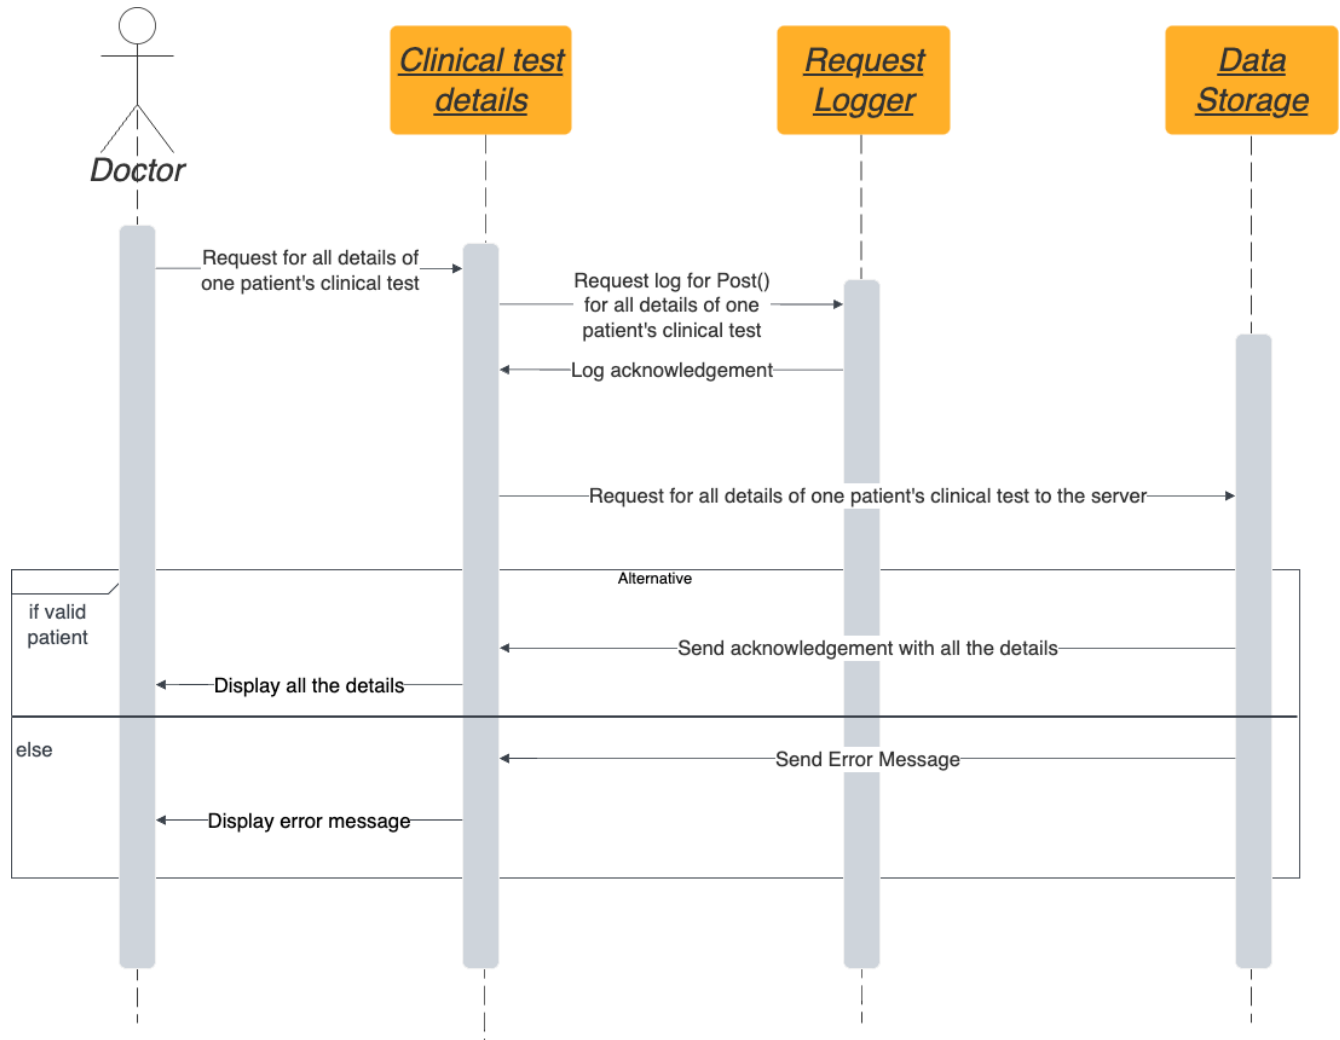 Clinical test
details
Request
Logger
Data
Storage
Doctor
Request for all details of
one patient's clinical test
Request log for Post()
for all details of one
patient's clinical test
Log acknowledgement
Request for all details of one patient's clinical test to the server
Alternative
if valid
patient
Send acknowledgement with all the details
Display all the details
else
Send Error Message
Display error message